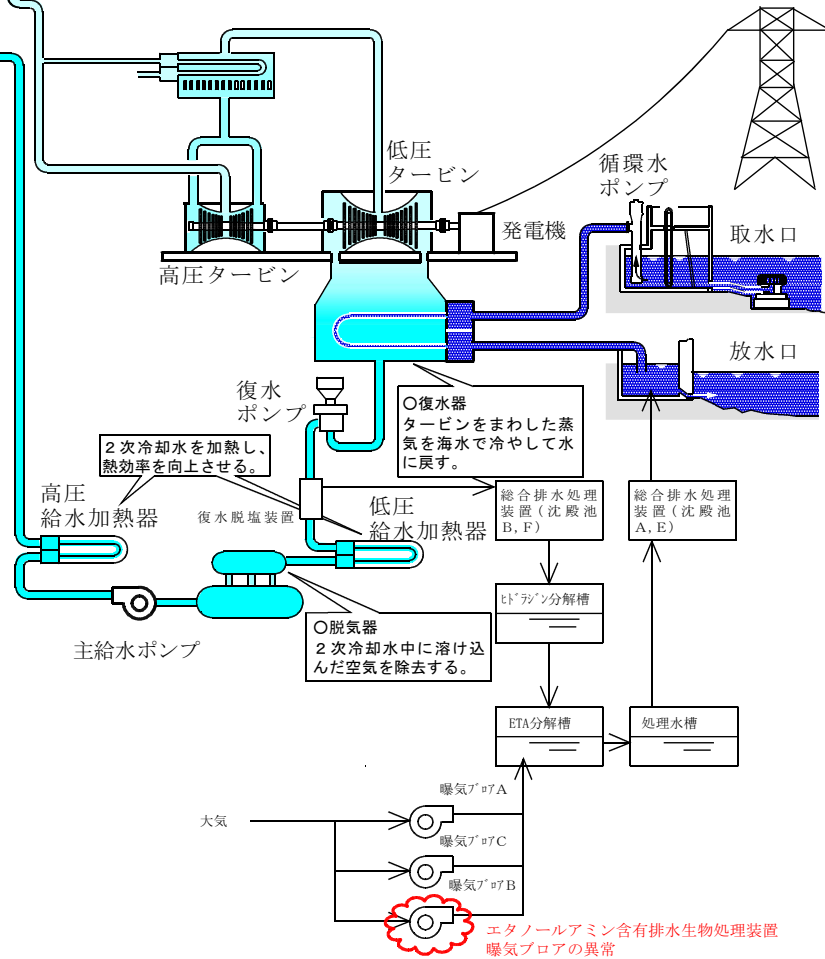 低圧
タービン
循環水
ポンプ
発電機
取水口
高圧タービン
放水口
復水
ポンプ
○復水器
タービンをまわした蒸
気を海水で冷やして水
に戻す。
２次冷却水を加熱し、
熱効率を向上させる。
高圧
給水加熱器
復水脱塩装置
低圧
給水加熱器
総合排水処理
装置(沈殿池
B,F)
総合排水処理
装置(沈殿池
A,E)
ﾋﾄﾞﾗｼﾞﾝ分解槽
○脱気器
２次冷却水中に溶け込
んだ空気を除去する。
主給水ポンプ
ETA分解槽
処理水槽
曝気ﾌﾞﾛｱA
大気
曝気ﾌﾞﾛｱC
曝気ﾌﾞﾛｱB
エタノールアミン含有排水生物処理装置
曝気ブロアの異常